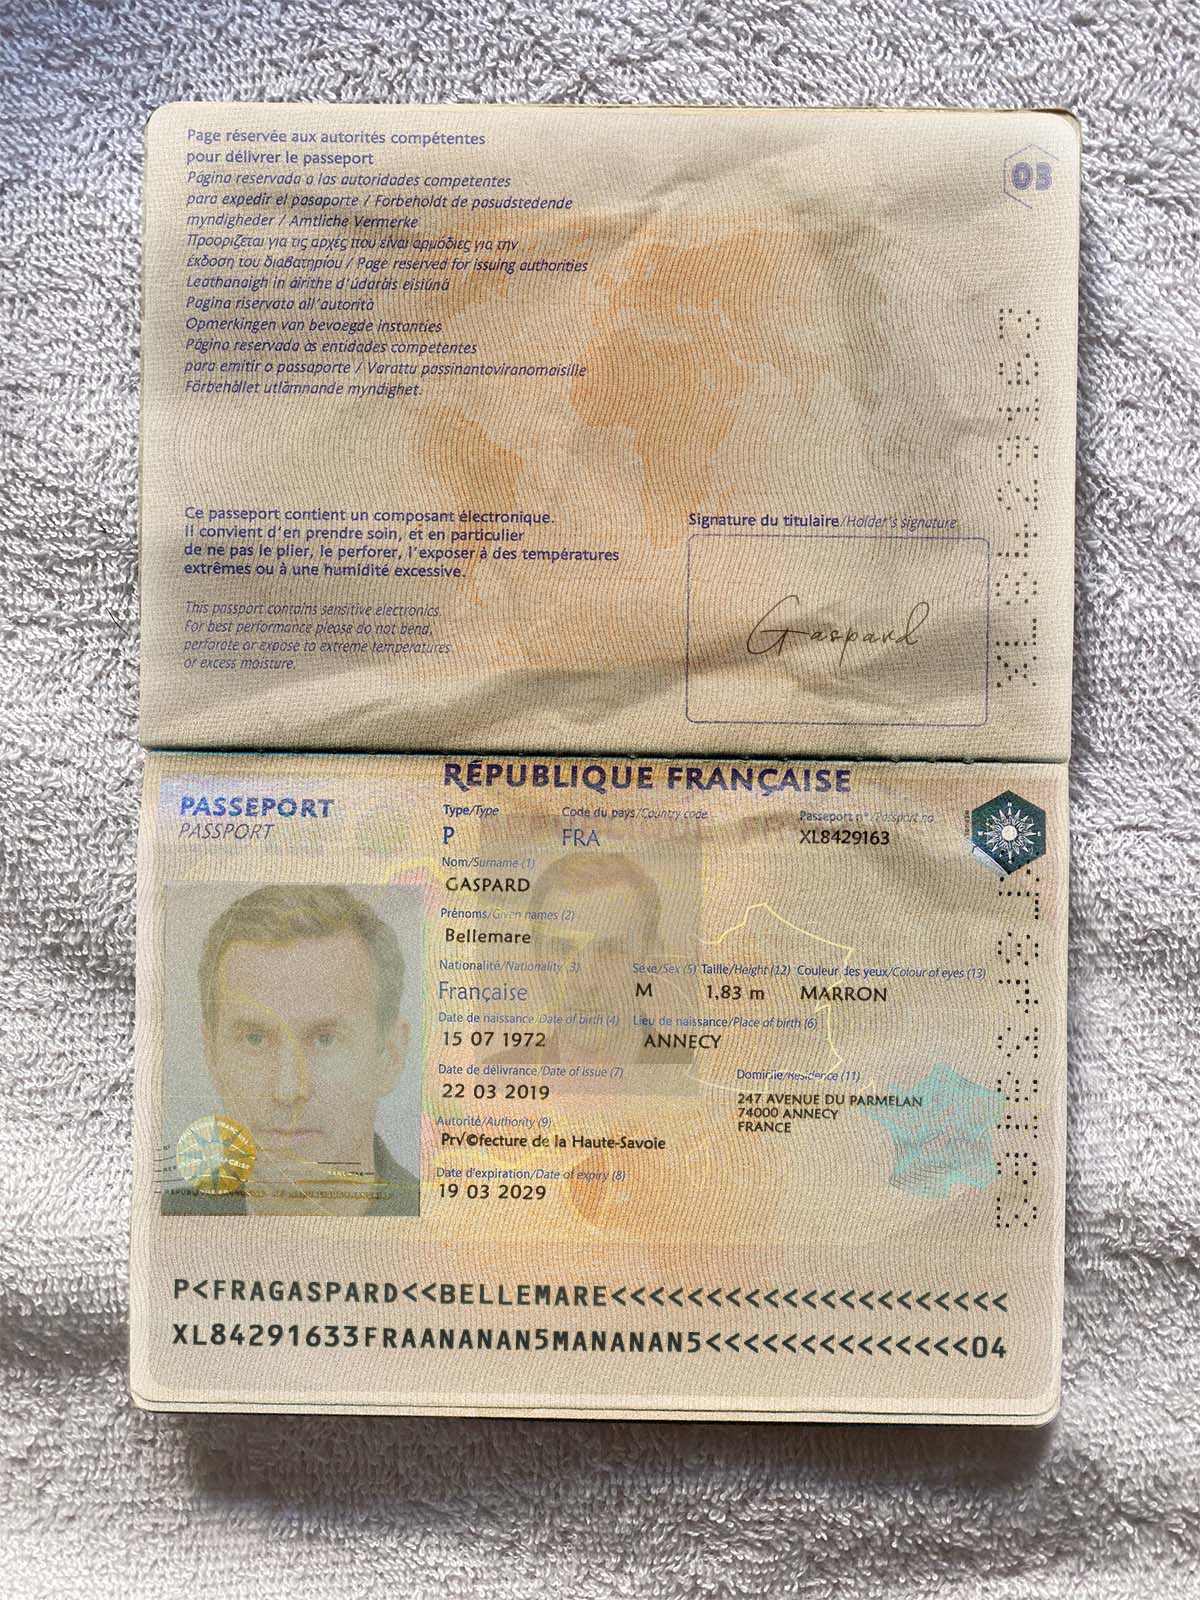 Page réservée aux autorités compétentes
pour délivrer le passeport
Pagina reservada a las autoridades competentes
para expedir el pasaporte / Forbeholdt de pasudstedende
myndigheder / Amtliche Vermerke
Προορίζεται για τις αρχές που είναι αρμόδιες για την
έκδοση του διαβατηρίου / Page reserved for issuing authorities
Leathanaigh in áirithe d'údaráis eisiúna
Pagina riservata all'autorità
Opmerkingen van bevoegde instanties
Página reservada às entidades competentes
para emitir o passaporte / Varattu passinantoviranomaisille
Förbehållet utlämnande myndighet.
03
Ce passeport contient un composant électronique.
Il convient d'en prendre soin, et en particulier
de ne pas le plier, le perforer, l'exposer à des températures
extrêmes ou à une humidité excessive.
This passport contains sensitive electronics.
For best performance please do not bend,
perforate or expose to extreme temperatures
or excess moisture.
Signature du titulaire/Holder's signature
Gaspard
RÉPUBLIQUE FRANÇAISE
PASSEPORT
PASSPORT
Type/Type Code du pays/Country code Passeport n°/Passport no
P FRA XL8429163
Nom/Surname (1)
GASPARD
Prénoms/Given names (2)
Bellemare
Nationalité/Nationality (3) Sexe/Sex (5) Taille/Height (12) Couleur des yeux/Colour of eyes (13)
Française M 1,83 m MARRON
Date de naissance/Date of birth (4) Lieu de naissance/Place of birth (6)
15 07 1972 ANNECY
Date de délivrance/Date of issue (7) Domicile/Residence (11)
22 03 2019 247 AVENUE DU PARMELAN
74000 ANNECY
FRANCE
Autorité/Authority (9)
Prv©fecture de la Haute-Savoie
Date d'expiration/Date of expiry (8)
19 03 2029
P<FRAGASPARD<<BELLEMARE<<<<<<<<<<<<<<<<<<<<<
XL84291633FRAANANAN5MANANAN5<<<<<<<<<<<<<<04